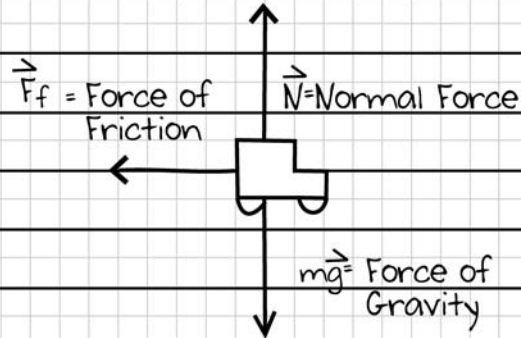 F⃗f = Force of
Friction
N⃗=Normal Force
mg⃗= Force of
Gravity